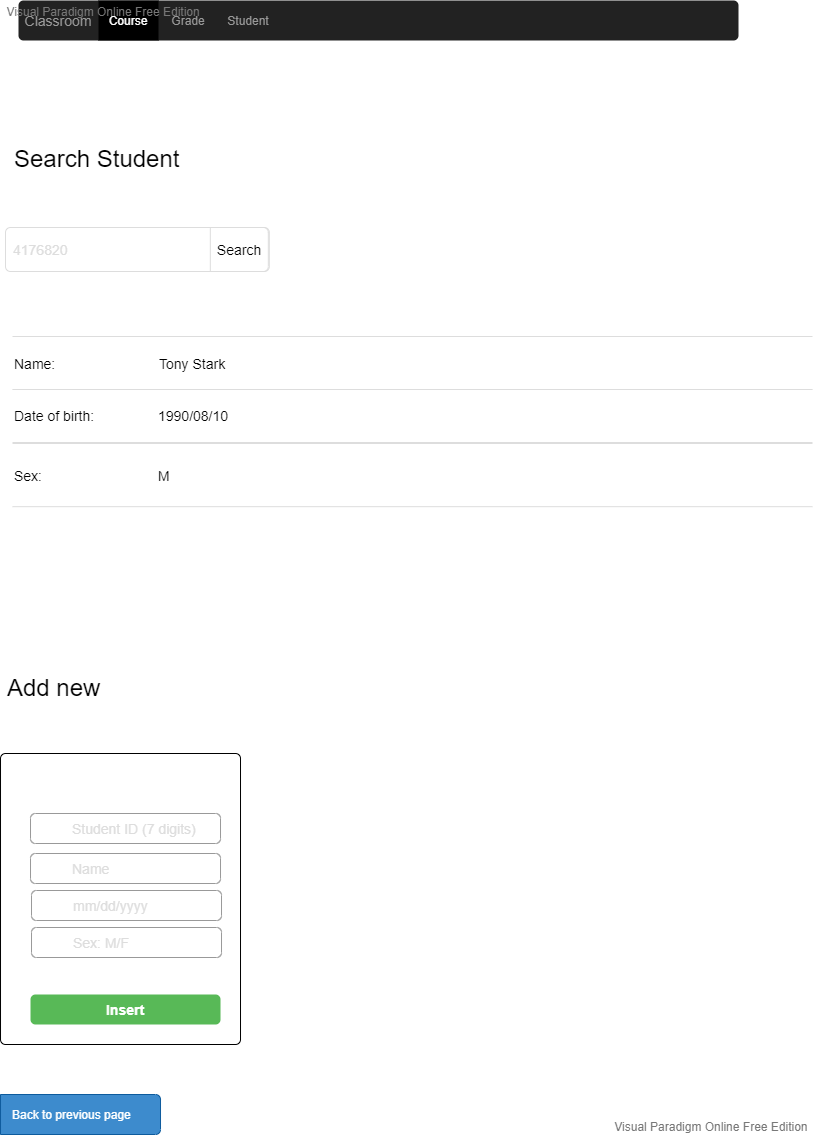 Visual Paradigm Online Free Edition
Classroom Course Grade Student
Search Student
4176820 Search
Name: Tony Stark
Date of birth: 1990/08/10
Sex: M
Add new
Student ID (7 digits)
Name
mm/dd/yyyy
Sex: M/F
Insert
Back to previous page
Visual Paradigm Online Free Edition